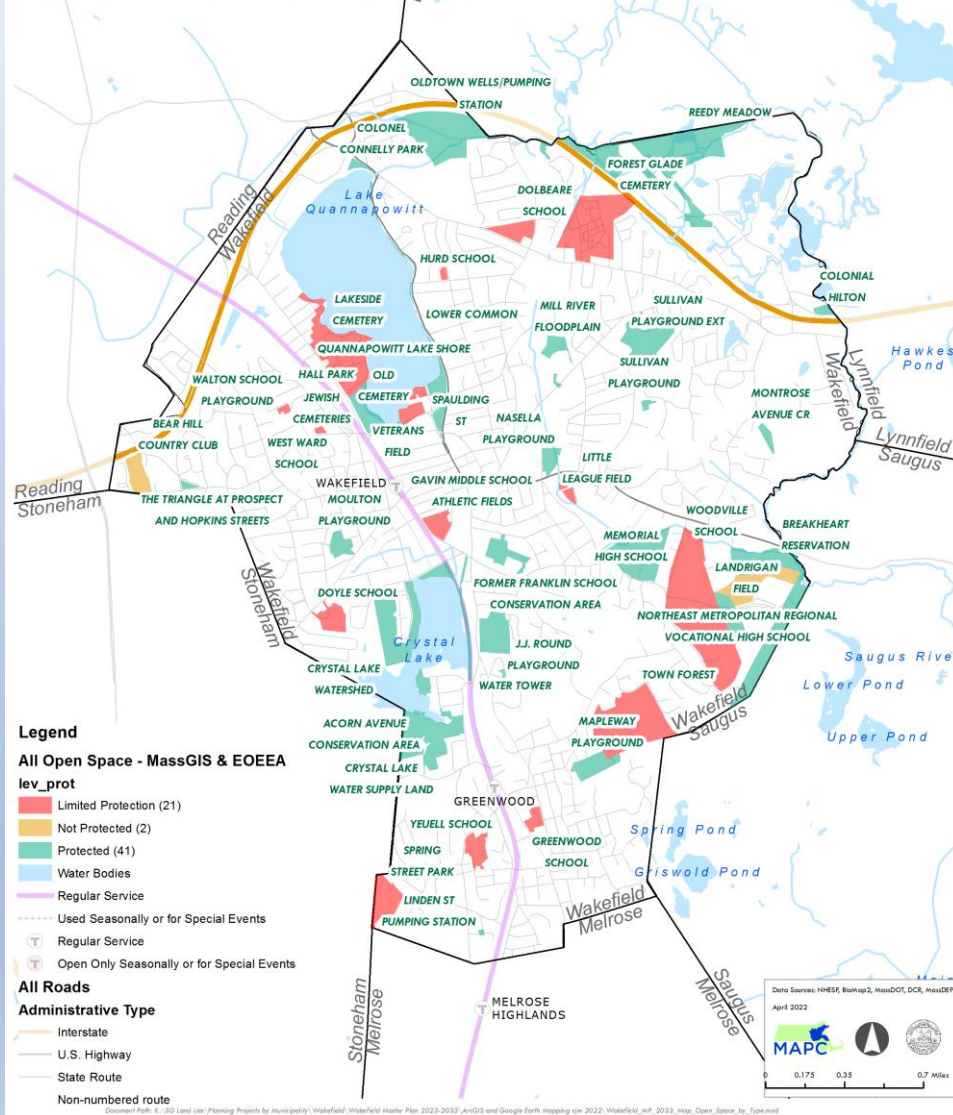 OLDTOWN WELLS/PUMPING
STATION
REEDY MEADOW
COLONEL
CONNELLY PARK
FOREST GLADE
CEMETERY
Lake
Quannapowitt
DOLBEARE
SCHOOL
Reading
Wakefield
HURD SCHOOL
COLONIAL
HILTON
LAKESIDE
CEMETERY
LOWER COMMON
MILL RIVER
FLOODPLAIN
SULLIVAN
PLAYGROUND EXT
QUANNAPOWITT LAKE SHORE
SULLIVAN
PLAYGROUND
Hawkes
Pond
Lynnfield
Wakefield
HALL PARK
OLD
CEMETERY
WALTON SCHOOL
PLAYGROUND
JEWISH
CEMETERIES
SPAULDING
ST
MONTROSE
AVENUE CR
BEAR HILL
COUNTRY CLUB
VETERANS
FIELD
NASELLA
PLAYGROUND
WEST WARD
SCHOOL
LITTLE
LEAGUE FIELD
Lynnfield
Saugus
Reading
Stoneham
WAKEFIELD
GAVIN MIDDLE SCHOOL
ATHLETIC FIELDS
THE TRIANGLE AT PROSPECT
AND HOPKINS STREETS
MOULTON
PLAYGROUND
WOODVILLE
SCHOOL
BREAKHEART
RESERVATION
MEMORIAL
HIGH SCHOOL
LANDRIGAN
FIELD
Wakefield
Stoneham
DOYLE SCHOOL
FORMER FRANKLIN SCHOOL
CONSERVATION AREA
NORTHEAST METROPOLITAN REGIONAL
VOCATIONAL HIGH SCHOOL
Crystal
Lake
J.J. ROUND
PLAYGROUND
Saugus Rive
CRYSTAL LAKE
WATERSHED
WATER TOWER
TOWN FOREST
Lower Pond
Wakefield
Saugus
ACORN AVENUE
CONSERVATION AREA
MAPLEWAY
PLAYGROUND
Upper Pond
CRYSTAL LAKE
WATER SUPPLY LAND
GREENWOOD
YEUELL SCHOOL
GREENWOOD
SCHOOL
Spring Pond
SPRING
STREET PARK
Griswold Pond
LINDEN ST
PUMPING STATION
Wakefield
Melrose
Stoneham
Melrose
MELROSE
HIGHLANDS
Saugus
Melrose
Legend
All Open Space - MassGIS & EOEEA
lev_prot
Limited Protection (21)
Not Protected (2)
Protected (41)
Water Bodies
Regular Service
Used Seasonally or for Special Events
T Regular Service
T Open Only Seasonally or for Special Events
All Roads
Administrative Type
Interstate
U.S. Highway
State Route
Non-numbered route
Data Sources: NHESP, BioMap2, MassDOT, DCR, MassDEP
April 2022
MAPC
0 0.175 0.35 0.7 Miles